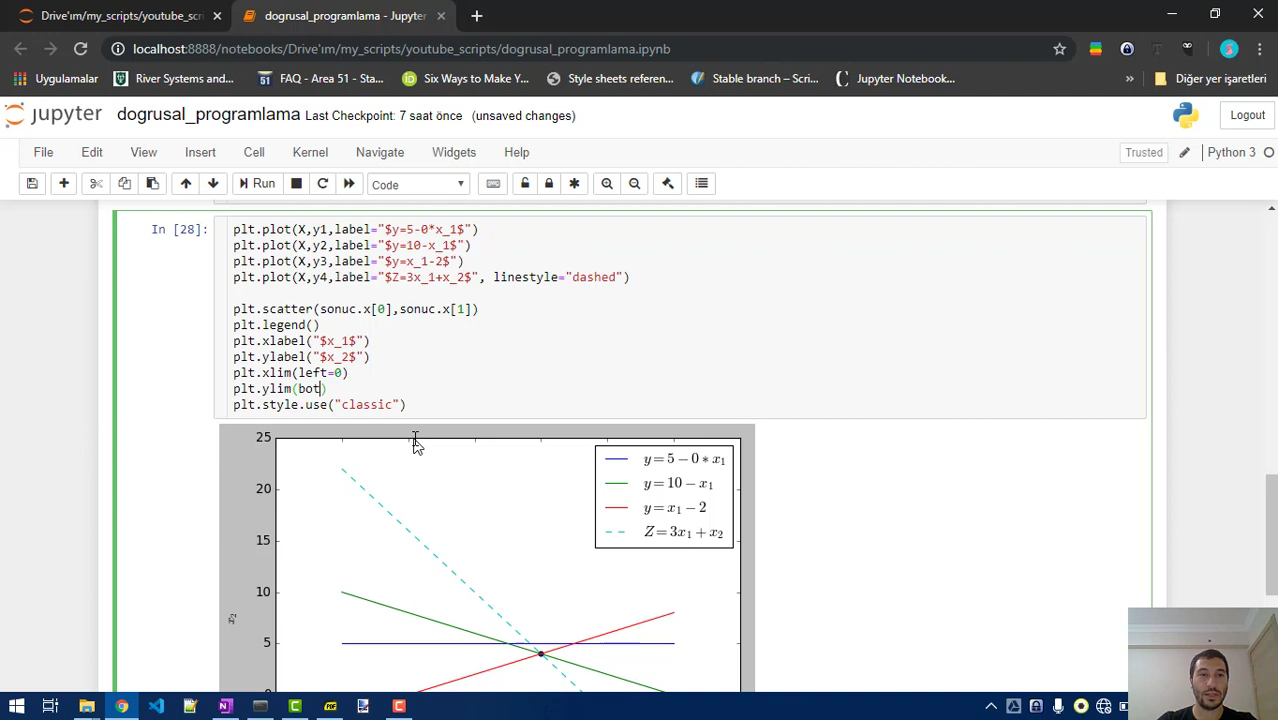 Drive'ım/my_scripts/youtube_scr
dogrusal_programlama - Jupyter
localhost:8888/notebooks/Drive'ım/my_scripts/youtube_scripts/dogrusal_programlama.ipynb
Uygulamalar
River Systems and...
51
FAQ - Area 51 - Sta...
Six Ways to Make Y...
Style sheets referen...
Stable branch – Scri...
Jupyter Notebook...
»
Diğer yer işaretleri
jupyter
dogrusal_programlama Last Checkpoint: 7 saat önce (unsaved changes)
Logout
File Edit View Insert Cell Kernel Navigate Widgets Help
Trusted
Python 3
Run
Code
In [28]:
plt.plot(X,y1,label="$y=5-0*x_1$")
plt.plot(X,y2,label="$y=10-x_1$")
plt.plot(X,y3,label="$y=x_1-2$")
plt.plot(X,y4,label="$Z=3x_1+x_2$", linestyle="dashed")
plt.scatter(sonuc.x[0],sonuc.x[1])
plt.legend()
plt.xlabel("$x_1$")
plt.ylabel("$x_2$")
plt.xlim(left=0)
plt.ylim(bot)
plt.style.use("classic")
25
20
15
10
5
0
x₂
y=5−0∗x₁
y=10−x₁
y=x₁−2
Z=3x₁+x₂